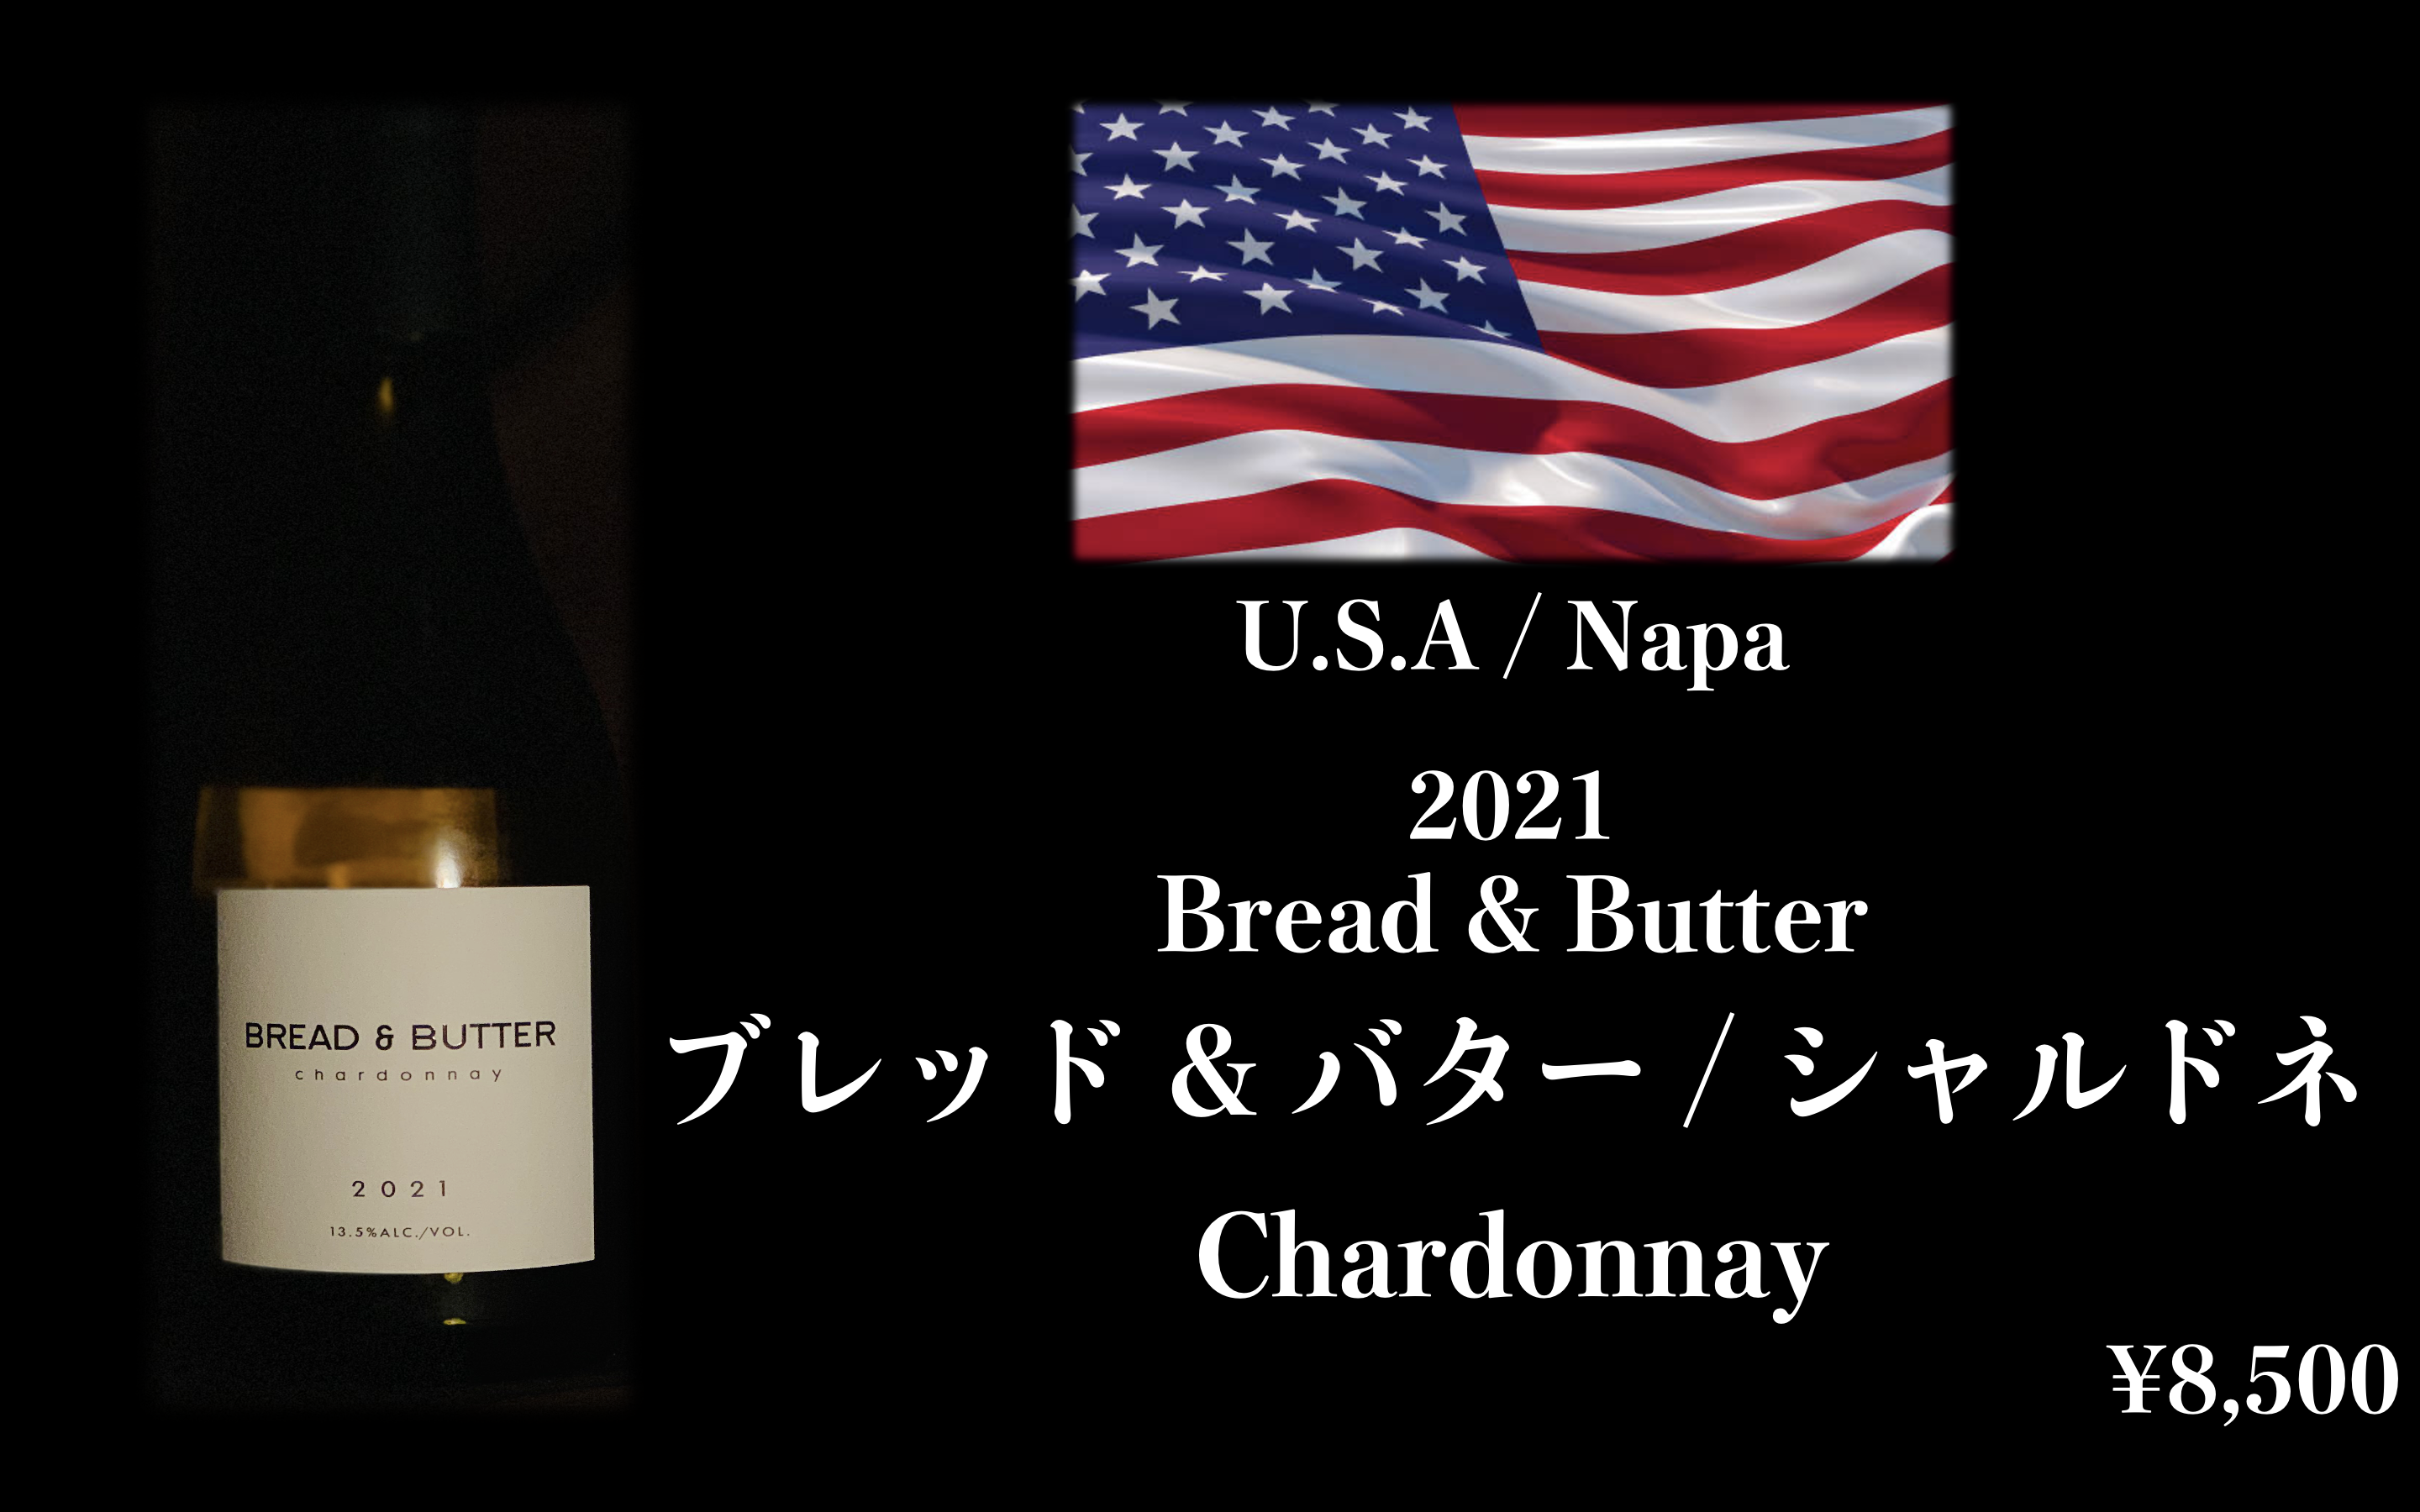 U.S.A / Napa
2021
Bread & Butter
ブレッド & バター / シャルドネ
Chardonnay
¥8,500
BREAD & BUTTER
chardonnay
2021
13.5%ALC./VOL.